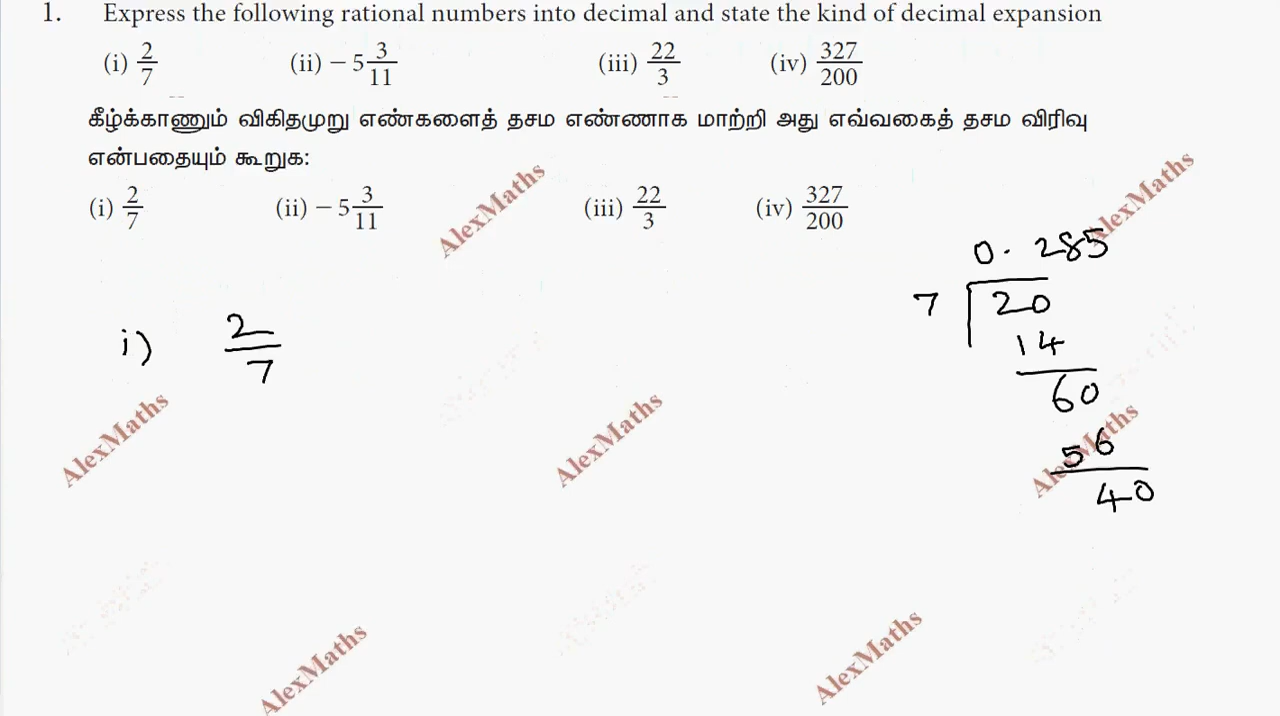 1. Express the following rational numbers into decimal and state the kind of decimal expansion
(i) 2/7 (ii) − 5 3/11 (iii) 22/3 (iv) 327/200
கீழ்க்காணும் விகிதமுறு எண்களைத் தசம எண்ணாக மாற்றி அது எவ்வகைத் தசம விரிவு
என்பதையும் கூறுக:
(i) 2/7 (ii) − 5 3/11 (iii) 22/3 (iv) 327/200
AlexMaths
AlexMaths
0.285
i) 2/7
7 20
14
60
AlexMaths
AlexMaths
AlexMaths
56
40
AlexMaths
AlexMaths